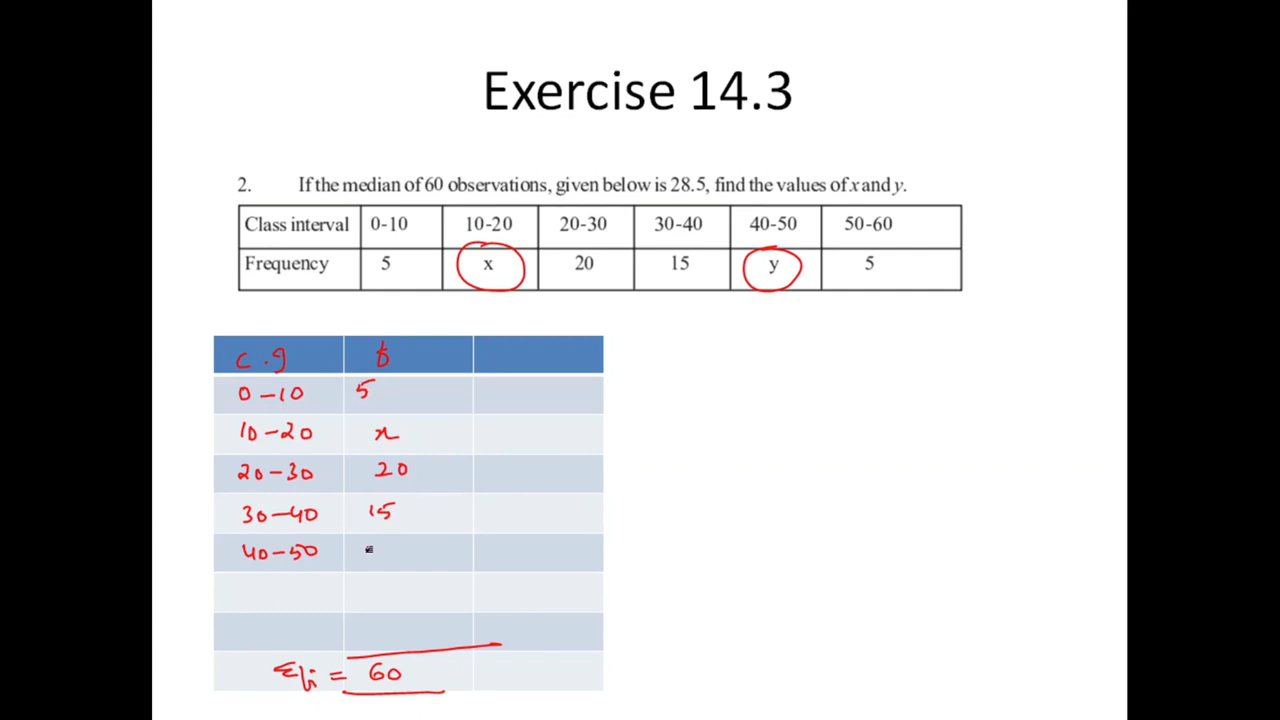 Exercise 14.3
2. If the median of 60 observations, given below is 28.5, find the values of x and y.
Class interval 0-10 10-20 20-30 30-40 40-50 50-60
Frequency 5 x 20 15 y 5
0-10 5
10-20 x
20-30 20
30-40 15
40-50
Σfi = 60